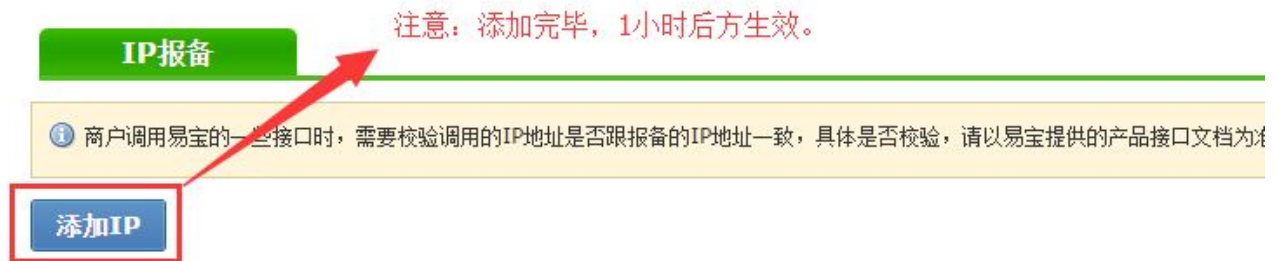 注意：添加完毕，1小时后方生效。
IP报备
商户调用易宝的一些接口时，需要校验调用的IP地址是否跟报备的IP地址一致，具体是否校验，请以易宝提供的产品接口文档为准
添加IP